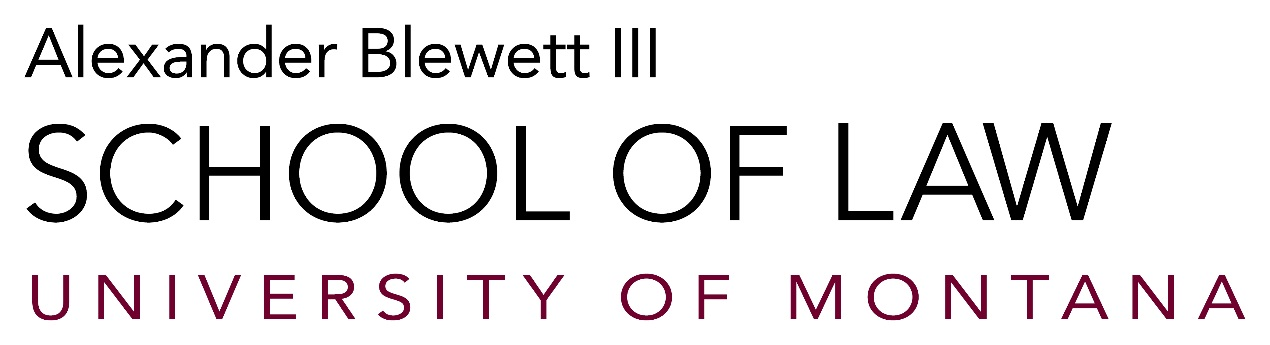 Alexander Blewett III
SCHOOL OF LAW
UNIVERSITY OF MONTANA